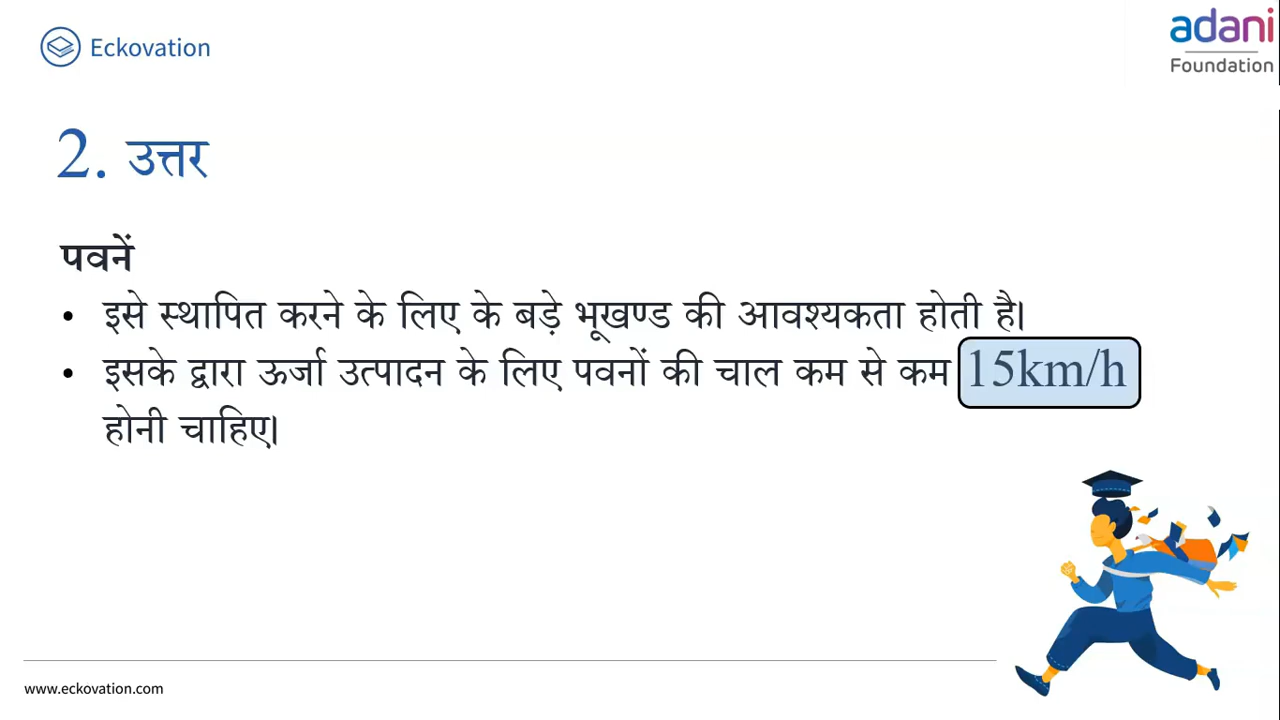 Eckovation
adani
Foundation
2. उत्तर
पवनें
• इसे स्थापित करने के लिए के बड़े भूखण्ड की आवश्यकता होती है।
• इसके द्वारा ऊर्जा उत्पादन के लिए पवनों की चाल कम से कम 15km/h
होनी चाहिए।
www.eckovation.com